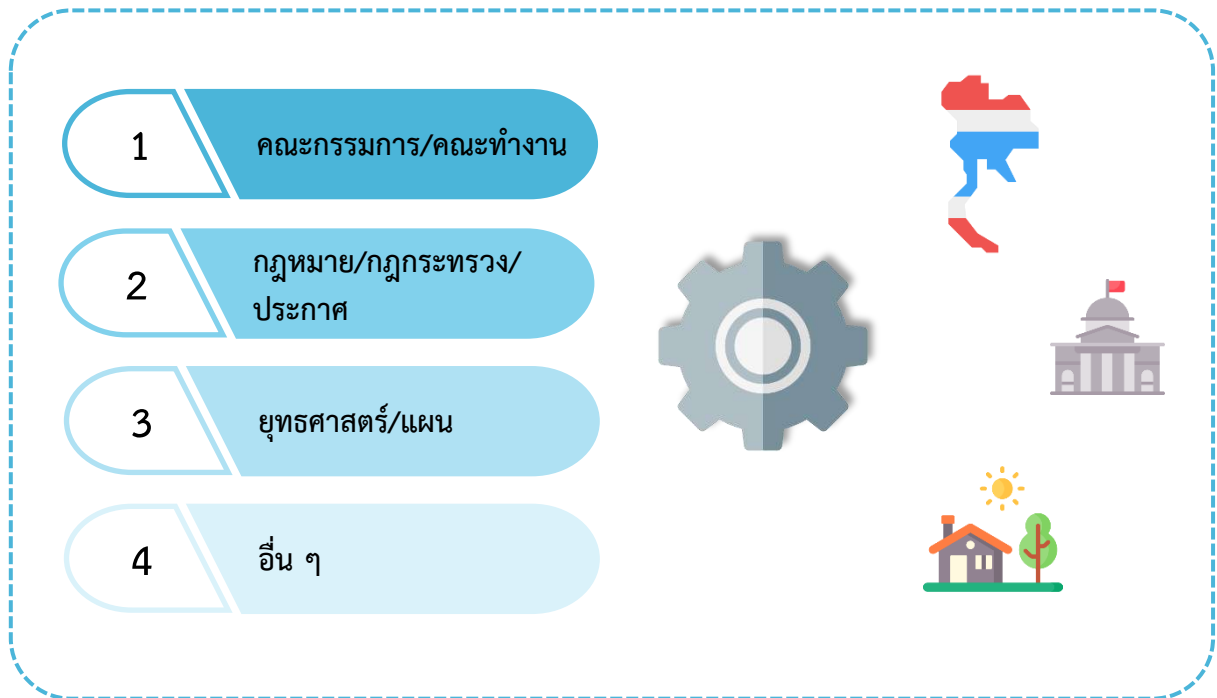 1
คณะกรรมการ/คณะทำงาน
2
กฎหมาย/กฎกระทรวง/
ประกาศ
3
ยุทธศาสตร์/แผน
4
อื่น ๆ